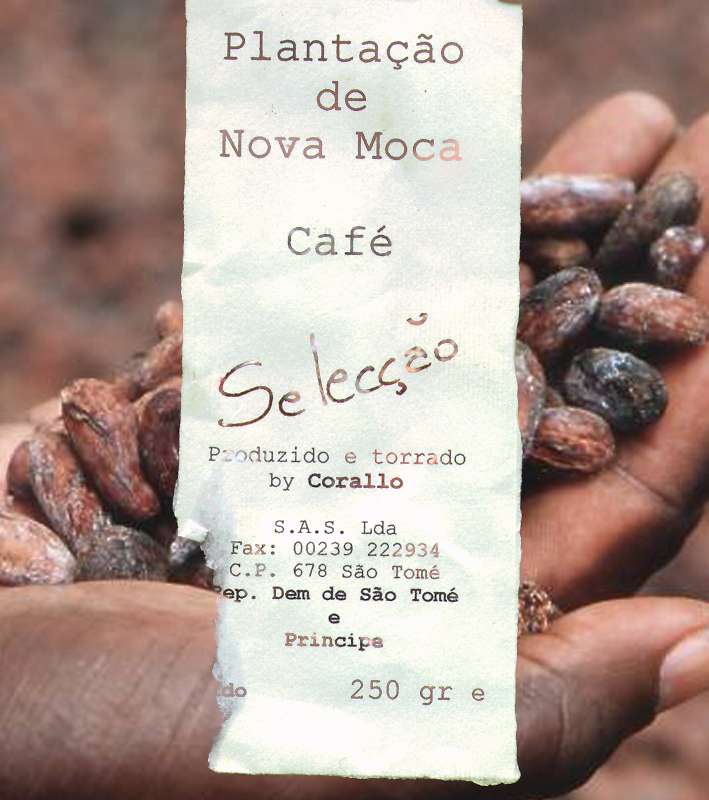 Plantação
de
Nova Moca
Café
Selecção
Produzido e torrado
by Corallo
S.A.S. Lda
Fax: 00239 222934
C.P. 678 São Tomé
Rep. Dem de São Tomé
e
Principe
250 gr e